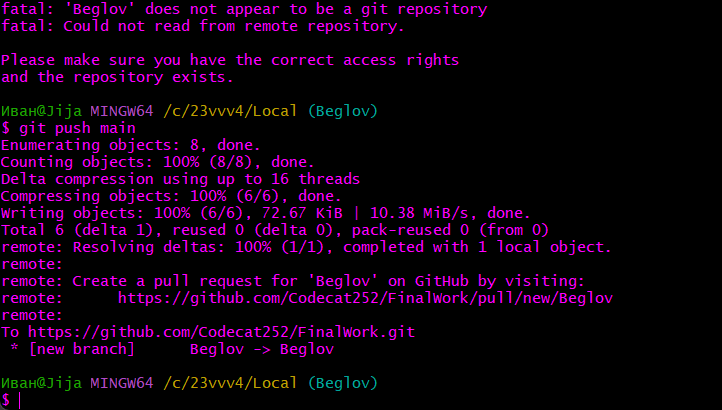 fatal: 'Beglov' does not appear to be a git repository
fatal: Could not read from remote repository.
Please make sure you have the correct access rights
and the repository exists.
Иван@Jija MINGW64 /c/23vvv4/Local (Beglov)
$ git push main
Enumerating objects: 8, done.
Counting objects: 100% (8/8), done.
Delta compression using up to 16 threads
Compressing objects: 100% (6/6), done.
Writing objects: 100% (6/6), 72.67 KiB | 10.38 MiB/s, done.
Total 6 (delta 1), reused 0 (delta 0), pack-reused 0 (from 0)
remote: Resolving deltas: 100% (1/1), completed with 1 local object.
remote:
remote: Create a pull request for 'Beglov' on GitHub by visiting:
remote:      https://github.com/Codecat252/FinalWork/pull/new/Beglov
remote:
To https://github.com/Codecat252/FinalWork.git
 * [new branch]      Beglov -> Beglov
Иван@Jija MINGW64 /c/23vvv4/Local (Beglov)
$